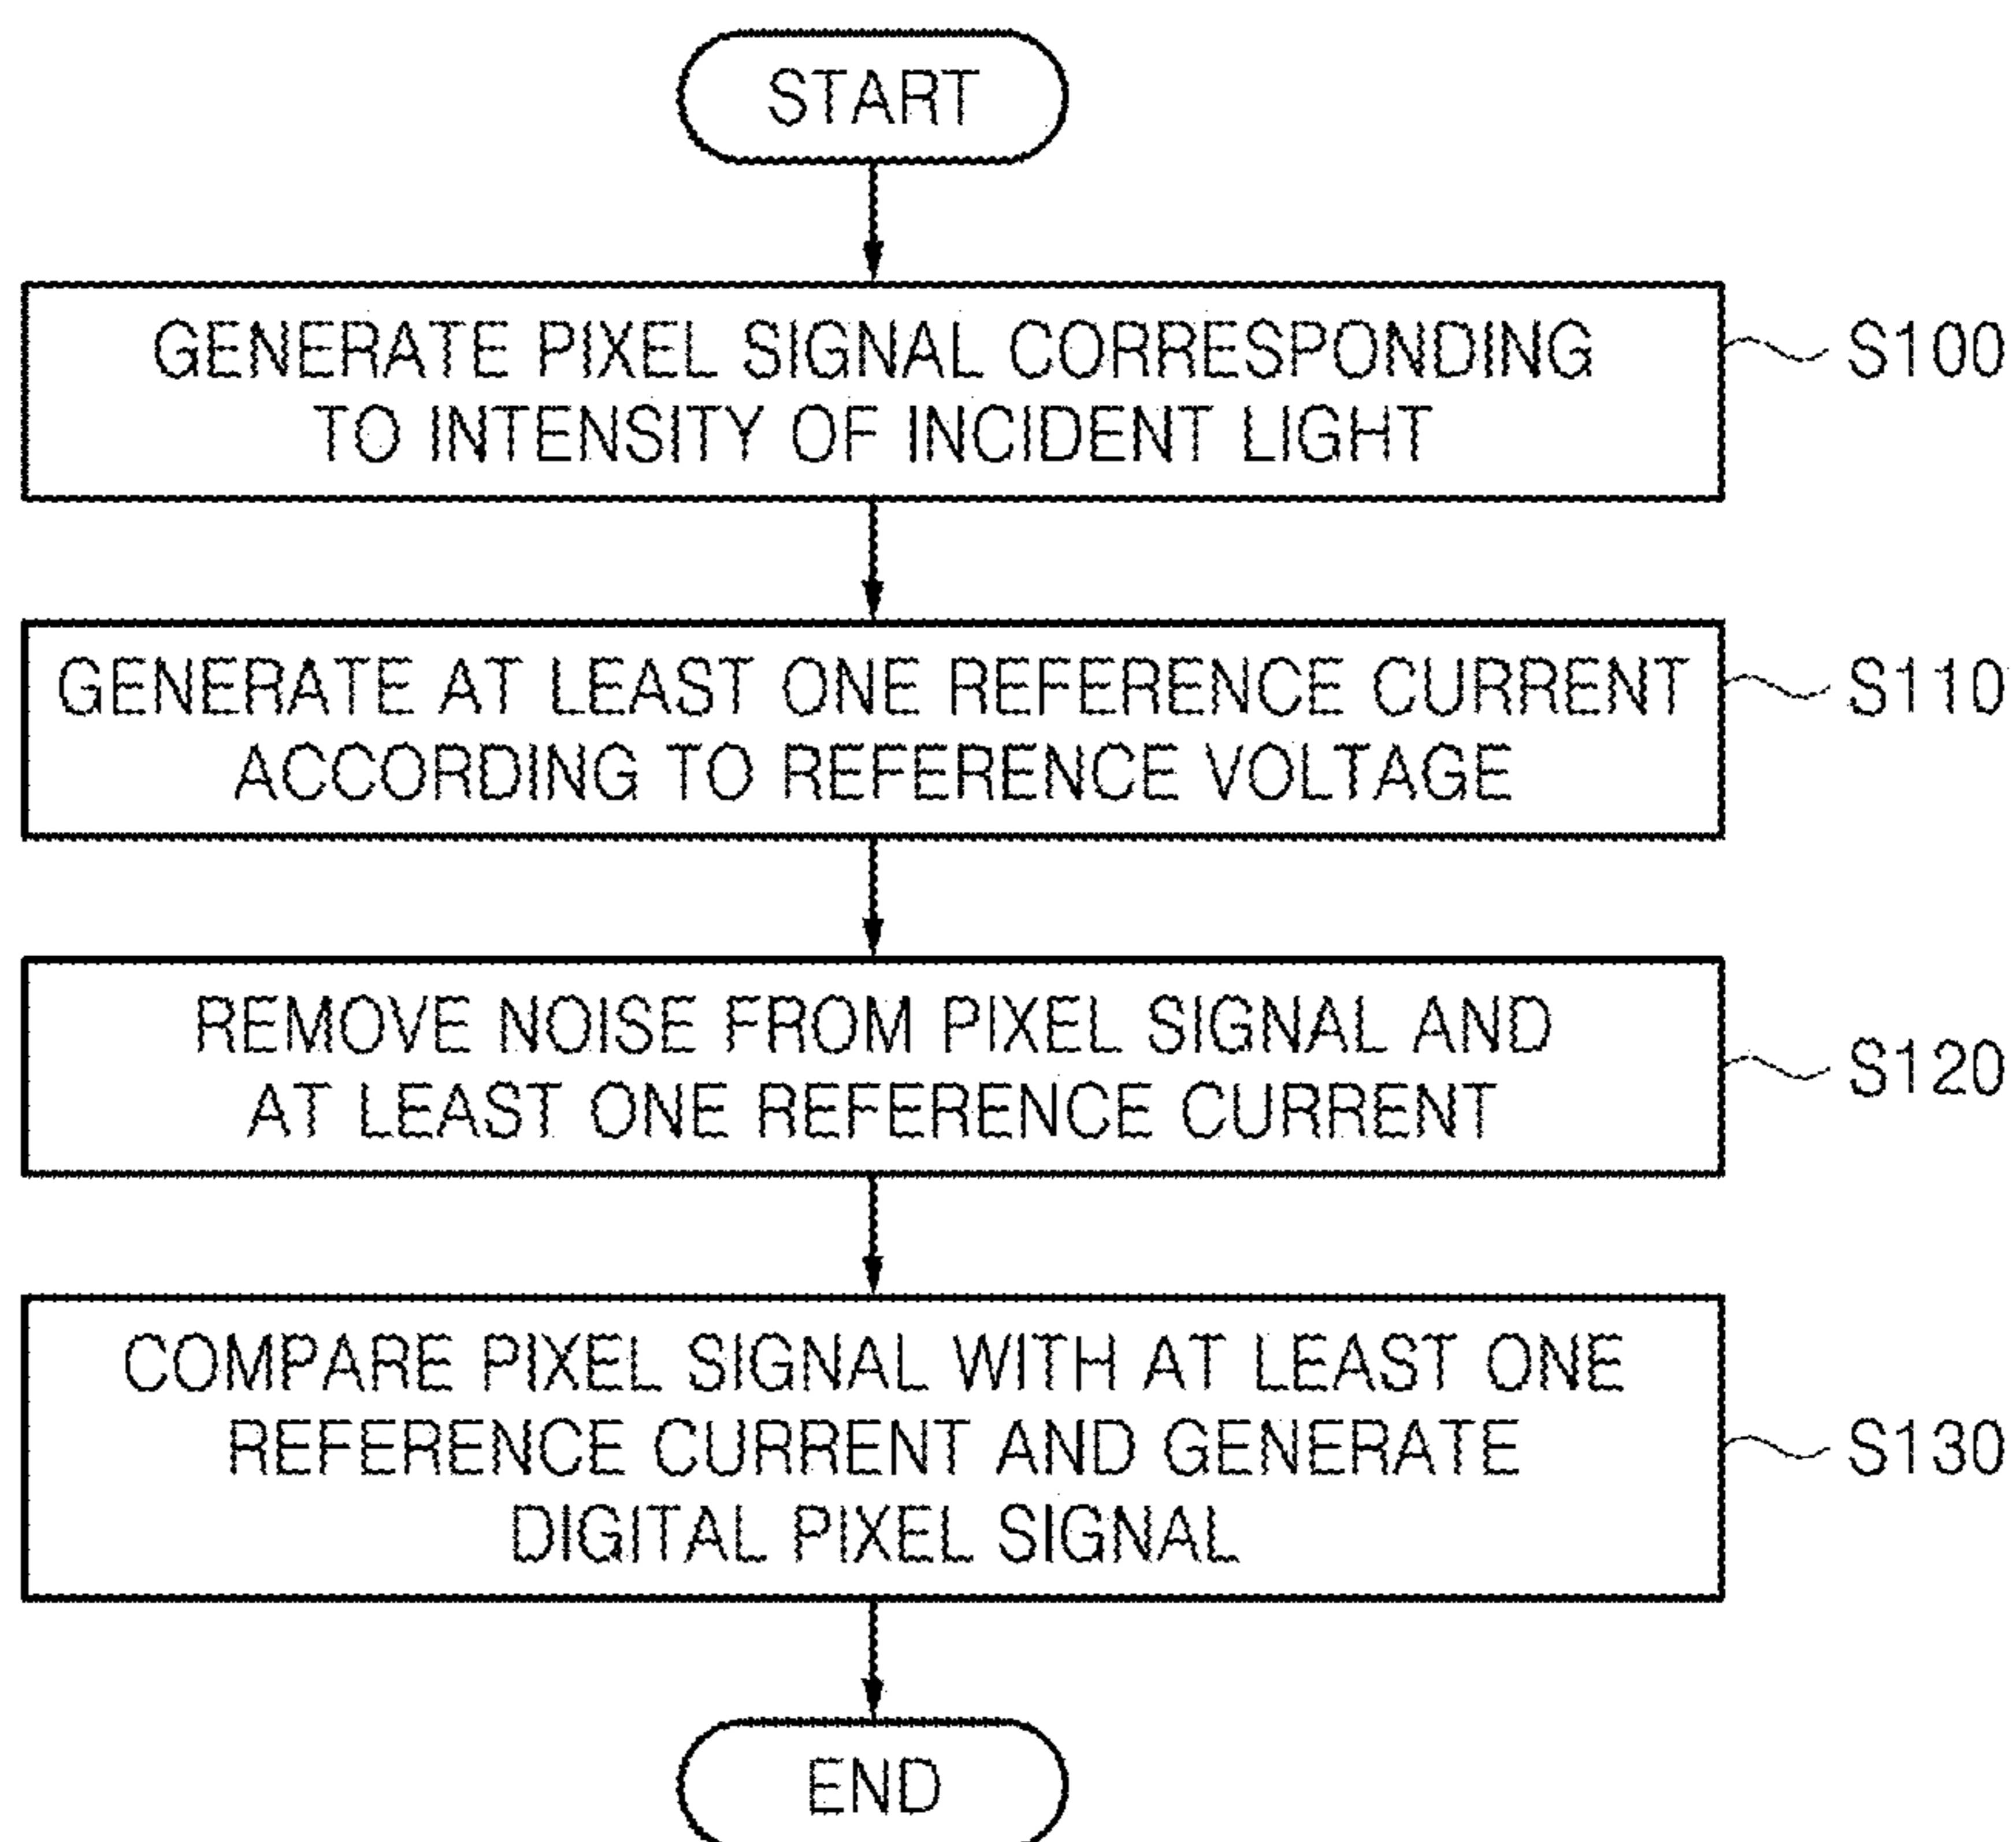 START
GENERATE PIXEL SIGNAL CORRESPONDING
TO INTENSITY OF INCIDENT LIGHT
S100
GENERATE AT LEAST ONE REFERENCE CURRENT
ACCORDING TO REFERENCE VOLTAGE
S110
REMOVE NOISE FROM PIXEL SIGNAL AND
AT LEAST ONE REFERENCE CURRENT
S120
COMPARE PIXEL SIGNAL WITH AT LEAST ONE
REFERENCE CURRENT AND GENERATE
DIGITAL PIXEL SIGNAL
S130
END